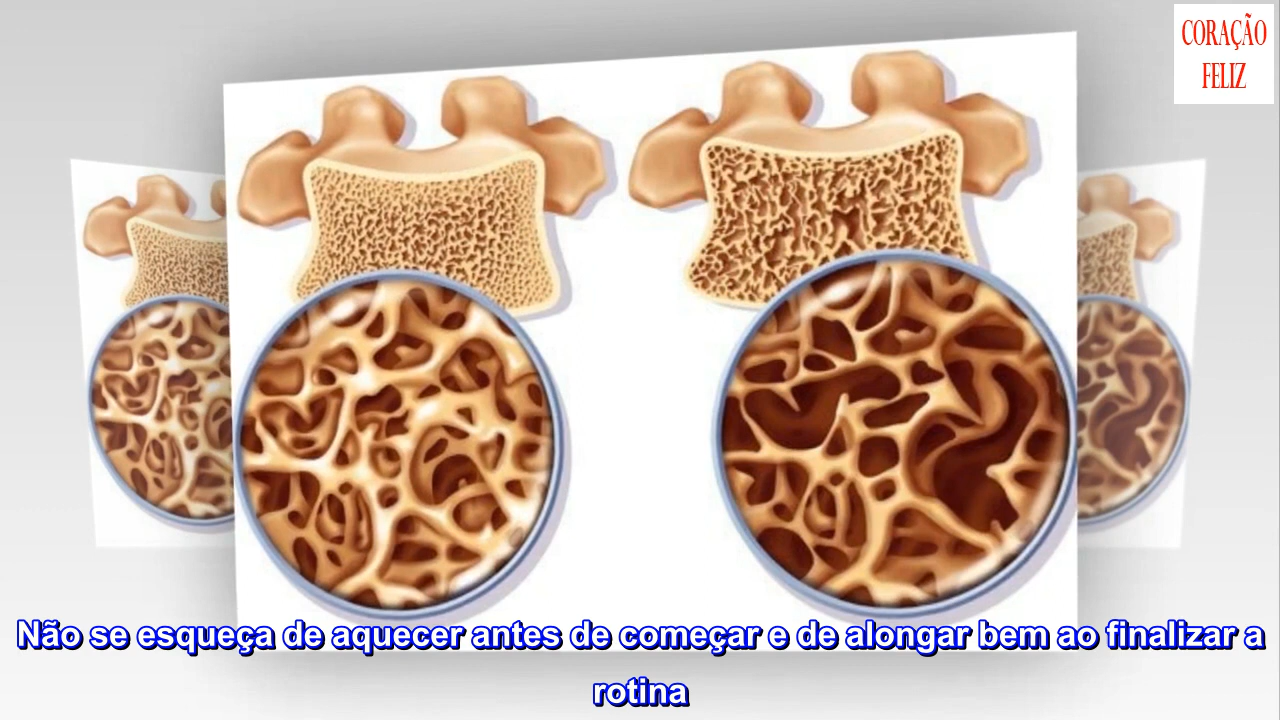 CORAÇÃO
FELIZ
Não se esqueça de aquecer antes de começar e de alongar bem ao finalizar a
rotina